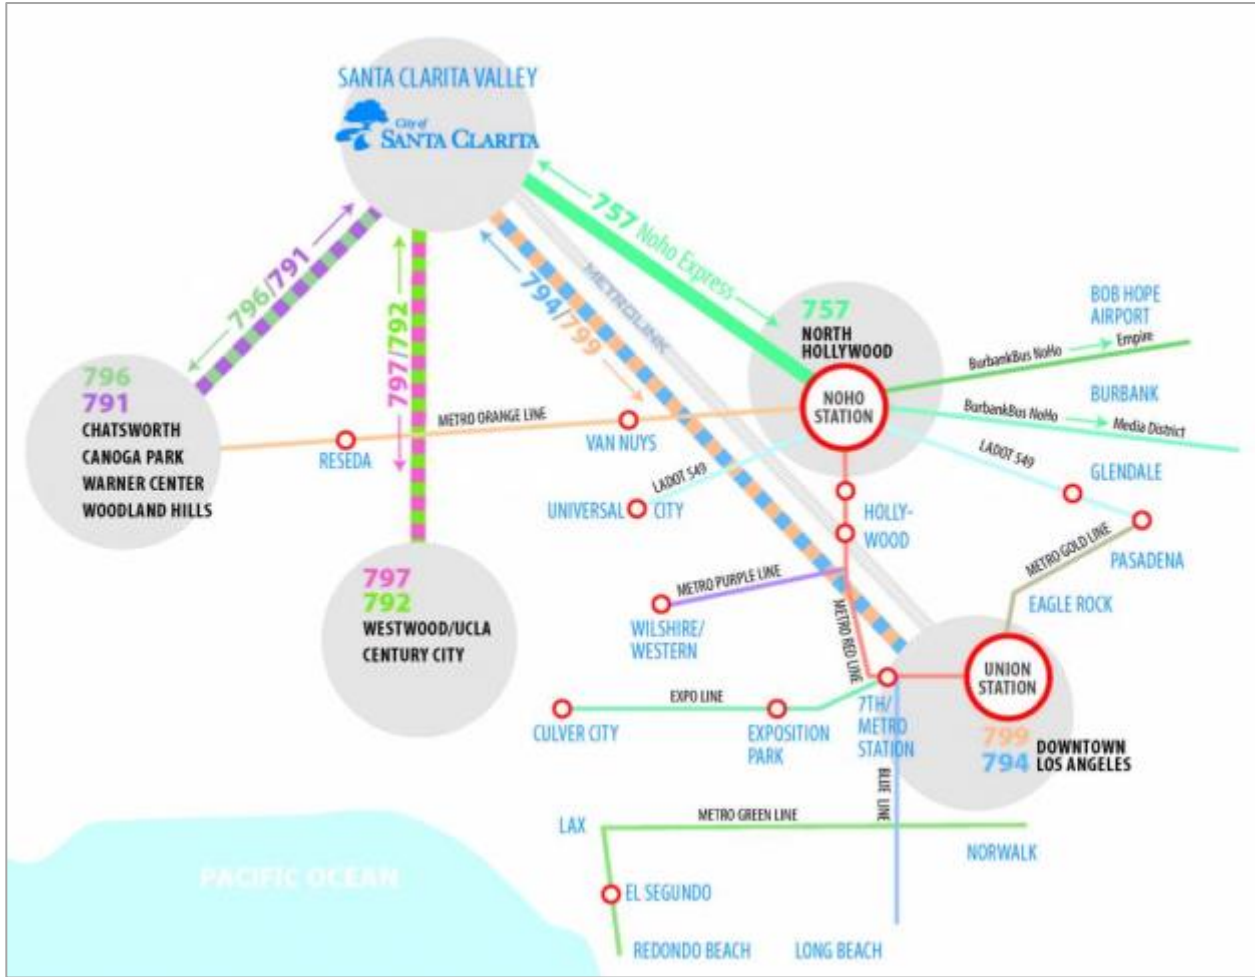 SANTA CLARITA VALLEY
City of
SANTA CLARITA
757 Noho Express
796/791
797/792
794/799
METROLINK
757
NORTH
HOLLYWOOD
NOHO
STATION
BOB HOPE
AIRPORT
BurbankBus NoHo
Empire
BURBANK
BurbankBus NoHo
Media District
796
791
CHATSWORTH
CANOGA PARK
WARNER CENTER
WOODLAND HILLS
METRO ORANGE LINE
RESEDA
VAN NUYS
LADOT 549
UNIVERSAL CITY
LADOT 549
GLENDALE
HOLLY-
WOOD
PASADENA
METRO GOLD LINE
EAGLE ROCK
METRO PURPLE LINE
WILSHIRE/
WESTERN
METRO RED LINE
797
792
WESTWOOD/UCLA
CENTURY CITY
UNION
STATION
799
794
DOWNTOWN
LOS ANGELES
EXPO LINE
CULVER CITY
EXPOSITION
PARK
7TH/
METRO
STATION
BLUE LINE
METRO GREEN LINE
LAX
NORWALK
PACIFIC OCEAN
EL SEGUNDO
REDONDO BEACH
LONG BEACH